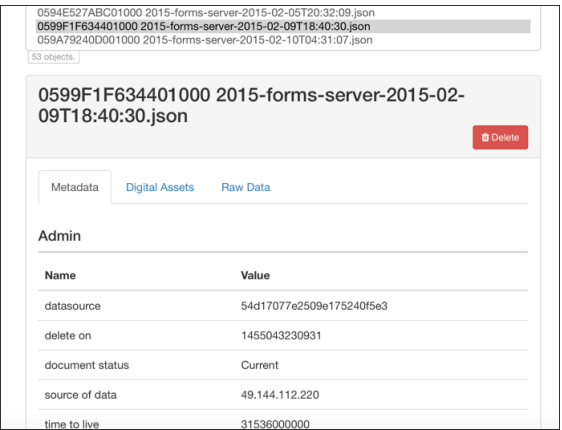 0594E527ABC01000 2015-forms-server-2015-02-05T20:32:09.json
0599F1F634401000 2015-forms-server-2015-02-09T18:40:30.json
059A79240D001000 2015-forms-server-2015-02-10T04:31:07.json
53 objects.
0599F1F634401000 2015-forms-server-2015-02-
09T18:40:30.json
Delete
Metadata Digital Assets Raw Data
Admin
Name Value
datasource 54d17077e2509e175240f5e3
delete on 1455043230931
document status Current
source of data 49.144.112.220
time to live 31536000000